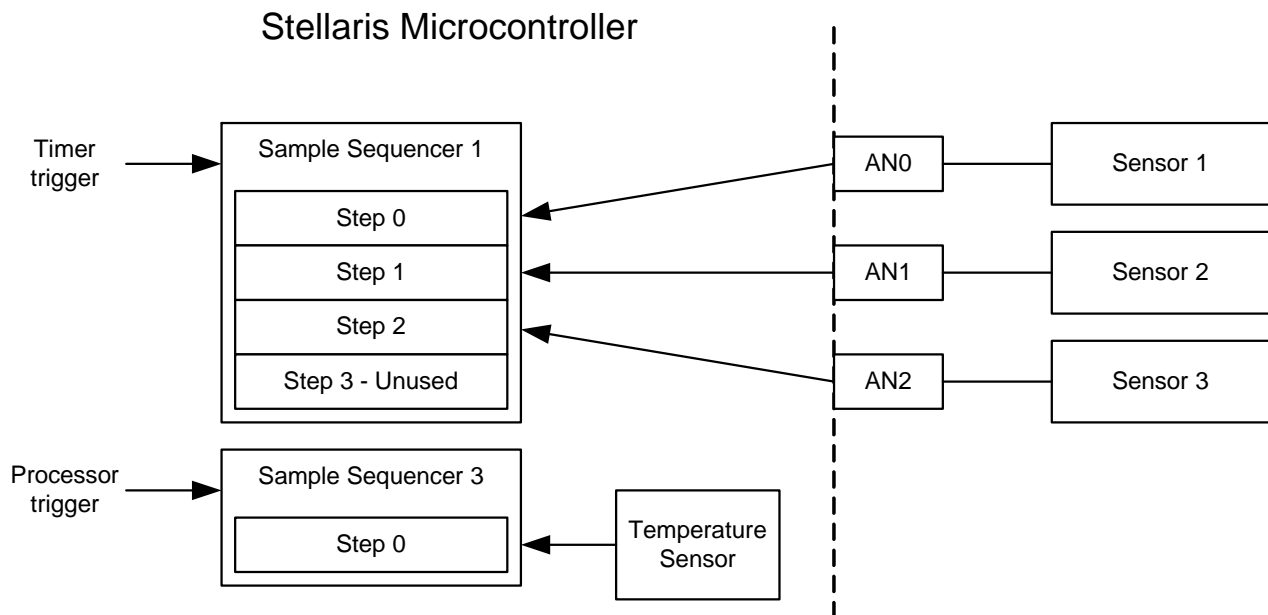 Stellaris Microcontroller
Timer
trigger
Sample Sequencer 1
Step 0
Step 1
Step 2
Step 3 - Unused
AN0
Sensor 1
AN1
Sensor 2
AN2
Sensor 3
Processor
trigger
Sample Sequencer 3
Step 0
Temperature
Sensor